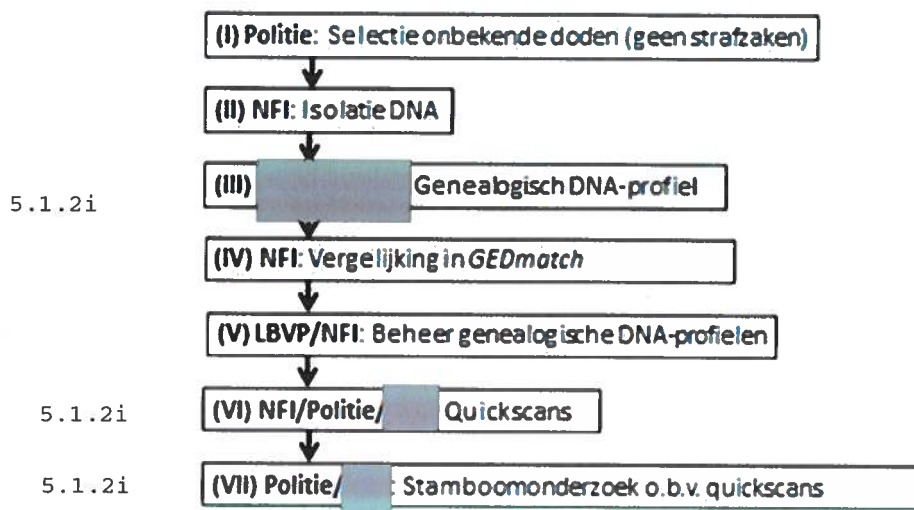 (I) Politie: Selectie onbekende doden (geen strafzaken)
(II) NFI: Isolatie DNA
5.1.2i
(III) Genealogisch DNA-profiel
(IV) NFI: Vergelijking in GEDmatch
(V) LBVP/NFI: Beheer genealogische DNA-profielen
5.1.2i (VI) NFI/Politie/ Quickscans
5.1.2i (VII) Politie/ : Stamboomonderzoek o.b.v. quickscans